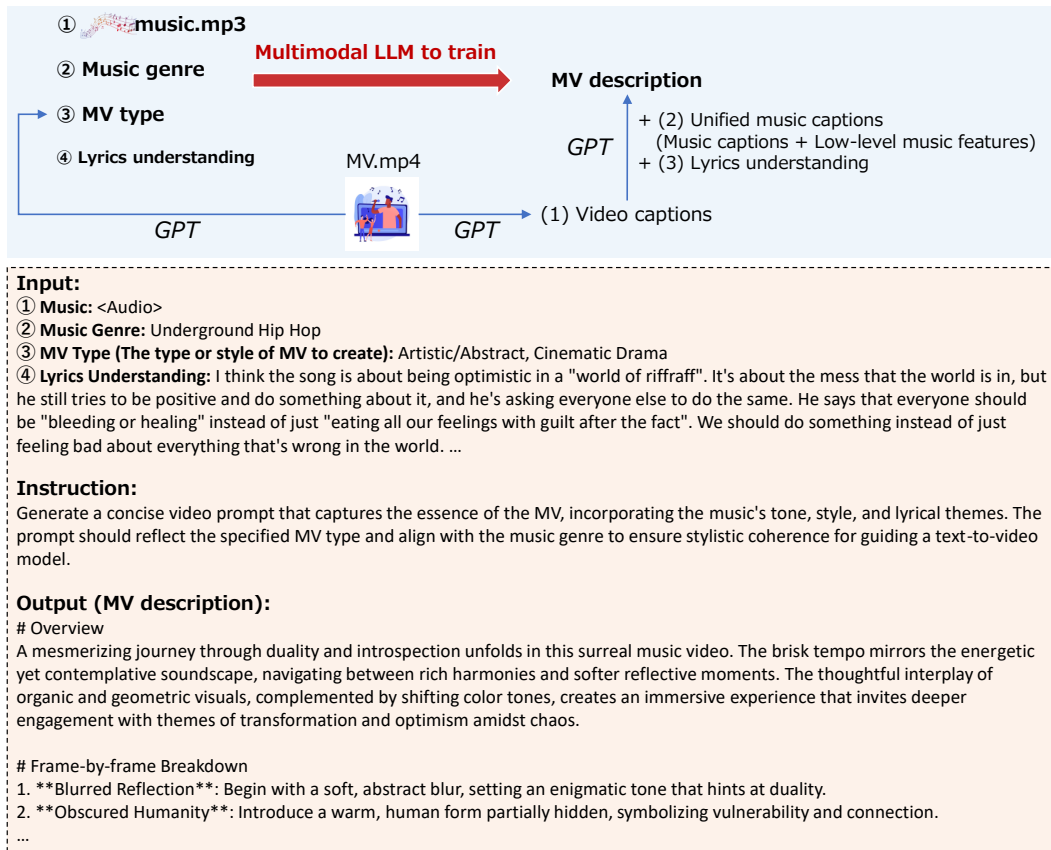 ① music.mp3
② Music genre
③ MV type
④ Lyrics understanding
Multimodal LLM to train
MV description
GPT
+ (2) Unified music captions
(Music captions + Low-level music features)
+ (3) Lyrics understanding
MV.mp4
GPT
GPT
(1) Video captions
Input:
① Music: <Audio>
② Music Genre: Underground Hip Hop
③ MV Type (The type or style of MV to create): Artistic/Abstract, Cinematic Drama
④ Lyrics Understanding: I think the song is about being optimistic in a "world of riffraff". It's about the mess that the world is in, but
he still tries to be positive and do something about it, and he's asking everyone else to do the same. He says that everyone should
be "bleeding or healing" instead of just "eating all our feelings with guilt after the fact". We should do something instead of just
feeling bad about everything that's wrong in the world. ...
Instruction:
Generate a concise video prompt that captures the essence of the MV, incorporating the music's tone, style, and lyrical themes. The
prompt should reflect the specified MV type and align with the music genre to ensure stylistic coherence for guiding a text-to-video
model.
Output (MV description):
# Overview
A mesmerizing journey through duality and introspection unfolds in this surreal music video. The brisk tempo mirrors the energetic
yet contemplative soundscape, navigating between rich harmonies and softer reflective moments. The thoughtful interplay of
organic and geometric visuals, complemented by shifting color tones, creates an immersive experience that invites deeper
engagement with themes of transformation and optimism amidst chaos.
# Frame-by-frame Breakdown
1. **Blurred Reflection**: Begin with a soft, abstract blur, setting an enigmatic tone that hints at duality.
2. **Obscured Humanity**: Introduce a warm, human form partially hidden, symbolizing vulnerability and connection.
...